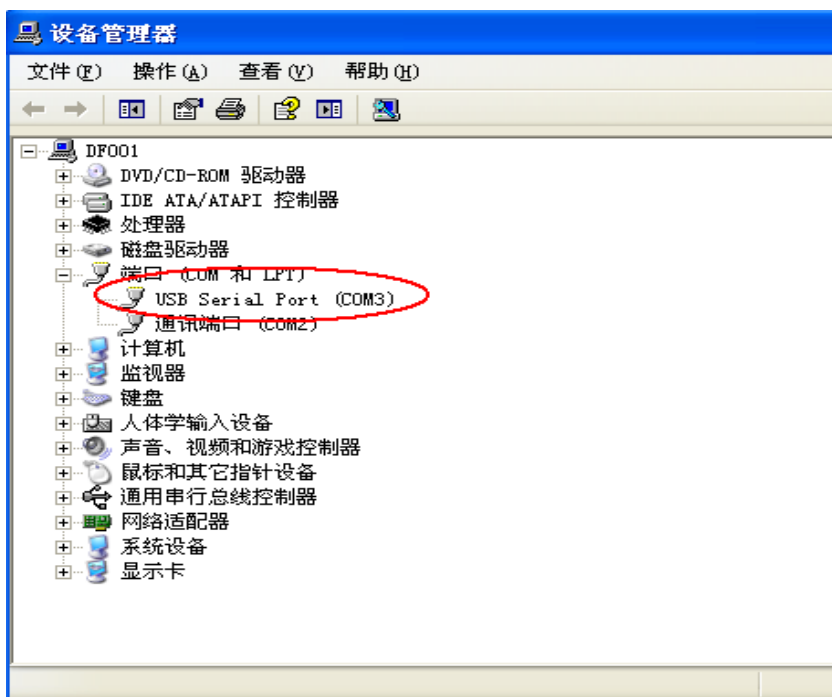 设备管理器
文件(F) 操作(A) 查看(V) 帮助(H)
DF001
DVD/CD-ROM 驱动器
IDE ATA/ATAPI 控制器
处理器
磁盘驱动器
端口 (COM 和 LPT)
USB Serial Port (COM3)
通讯端口 (COM2)
计算机
监视器
键盘
人体学输入设备
声音、视频和游戏控制器
鼠标和其它指针设备
通用串行总线控制器
网络适配器
系统设备
显示卡